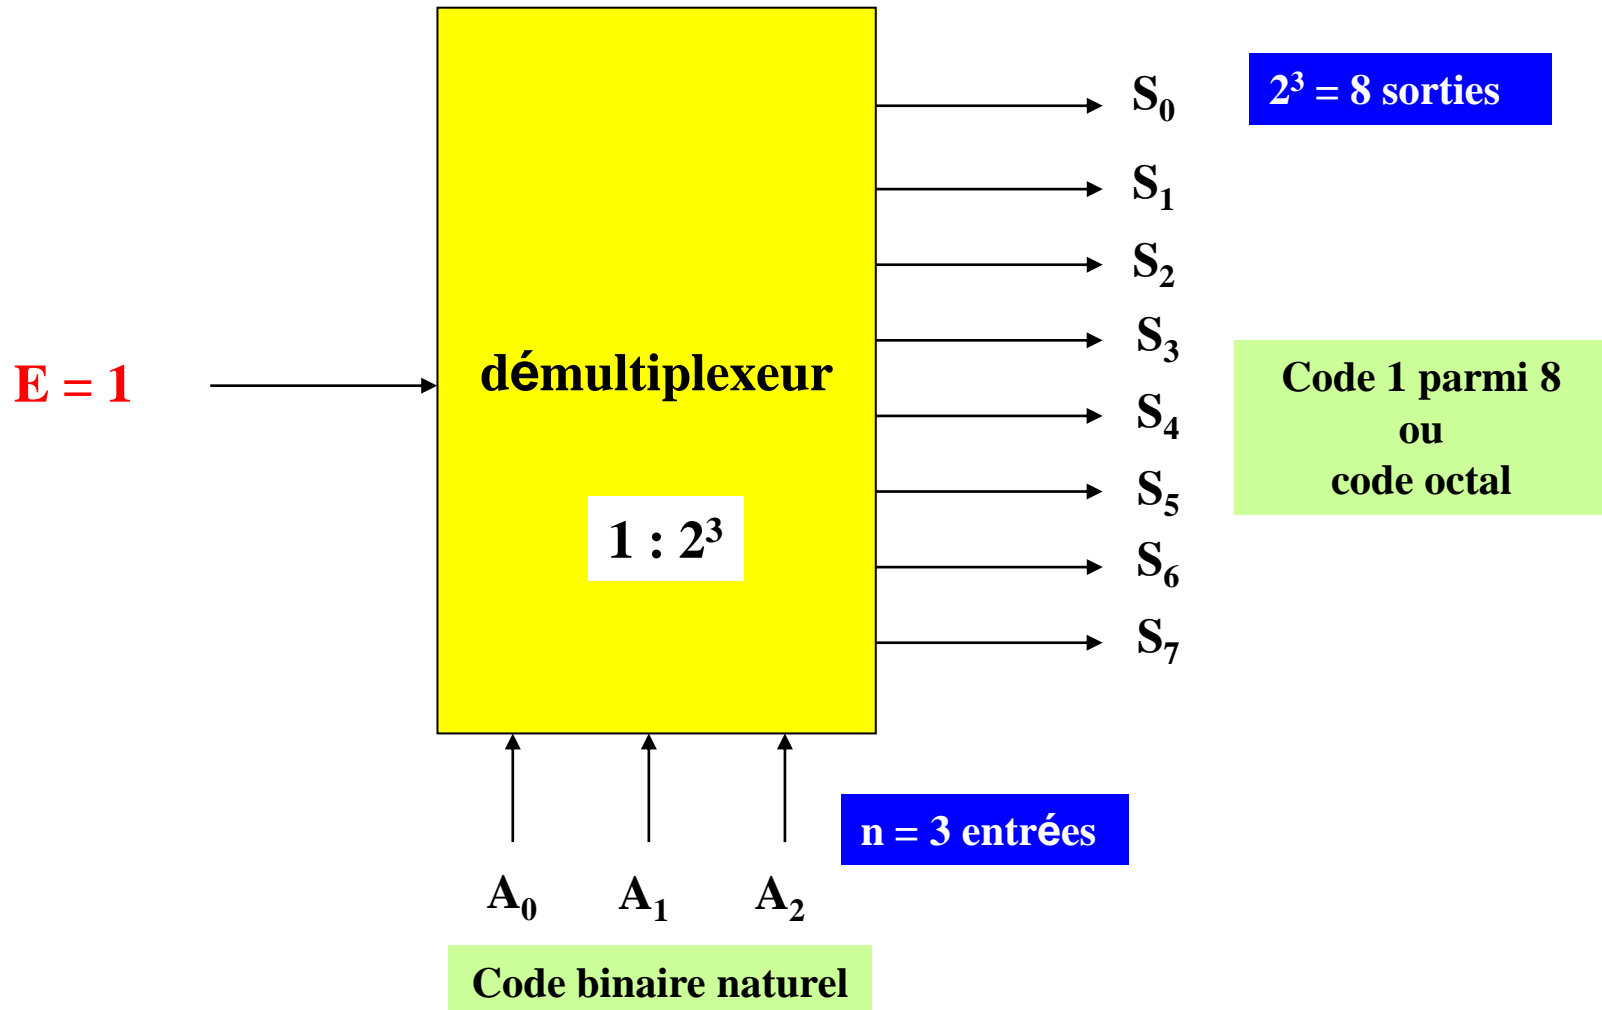 S₀
2³ = 8 sorties
S₁
S₂
S₃
E = 1
démultiplexeur
Code 1 parmi 8
ou
code octal
S₄
S₅
1 : 2³
S₆
S₇
n = 3 entrées
A₀ A₁ A₂
Code binaire naturel